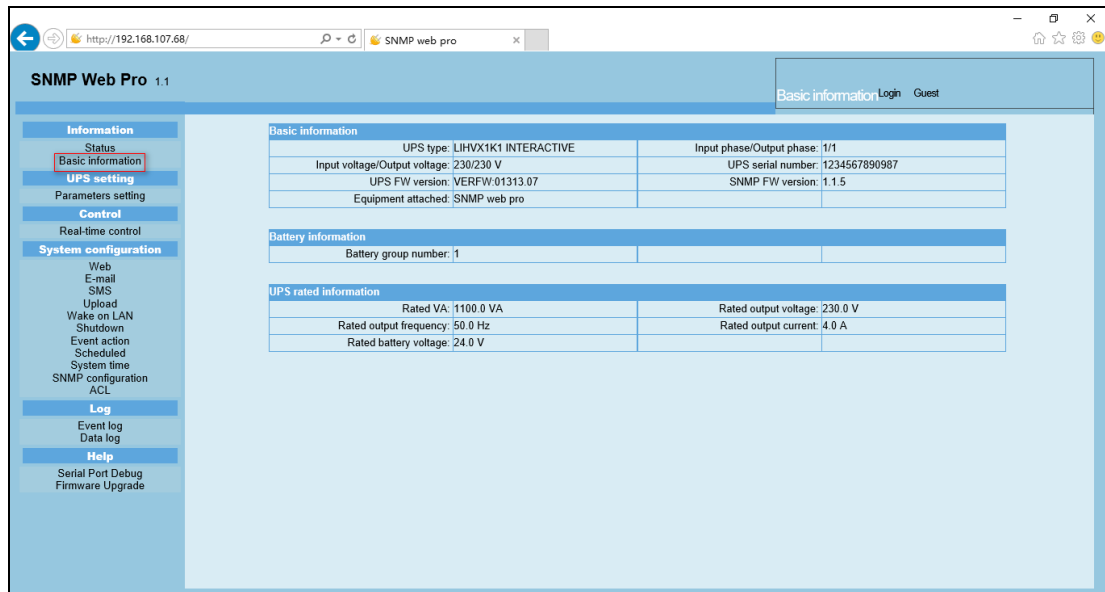 http://192.168.107.68/
SNMP web pro
SNMP Web Pro 1.1
Basic information Login Guest
Information
Status
Basic information
UPS setting
Parameters setting
Control
Real-time control
System configuration
Web
E-mail
SMS
Upload
Wake on LAN
Shutdown
Event action
Scheduled
System time
SNMP configuration
ACL
Log
Event log
Data log
Help
Serial Port Debug
Firmware Upgrade
Basic information
UPS type: LIHVX1K1 INTERACTIVE Input phase/Output phase: 1/1
Input voltage/Output voltage: 230/230 V UPS serial number: 1234567890987
UPS FW version: VERFW:01313.07 SNMP FW version: 1.1.5
Equipment attached: SNMP web pro
Battery information
Battery group number: 1
UPS rated information
Rated VA: 1100.0 VA Rated output voltage: 230.0 V
Rated output frequency: 50.0 Hz Rated output current: 4.0 A
Rated battery voltage: 24.0 V